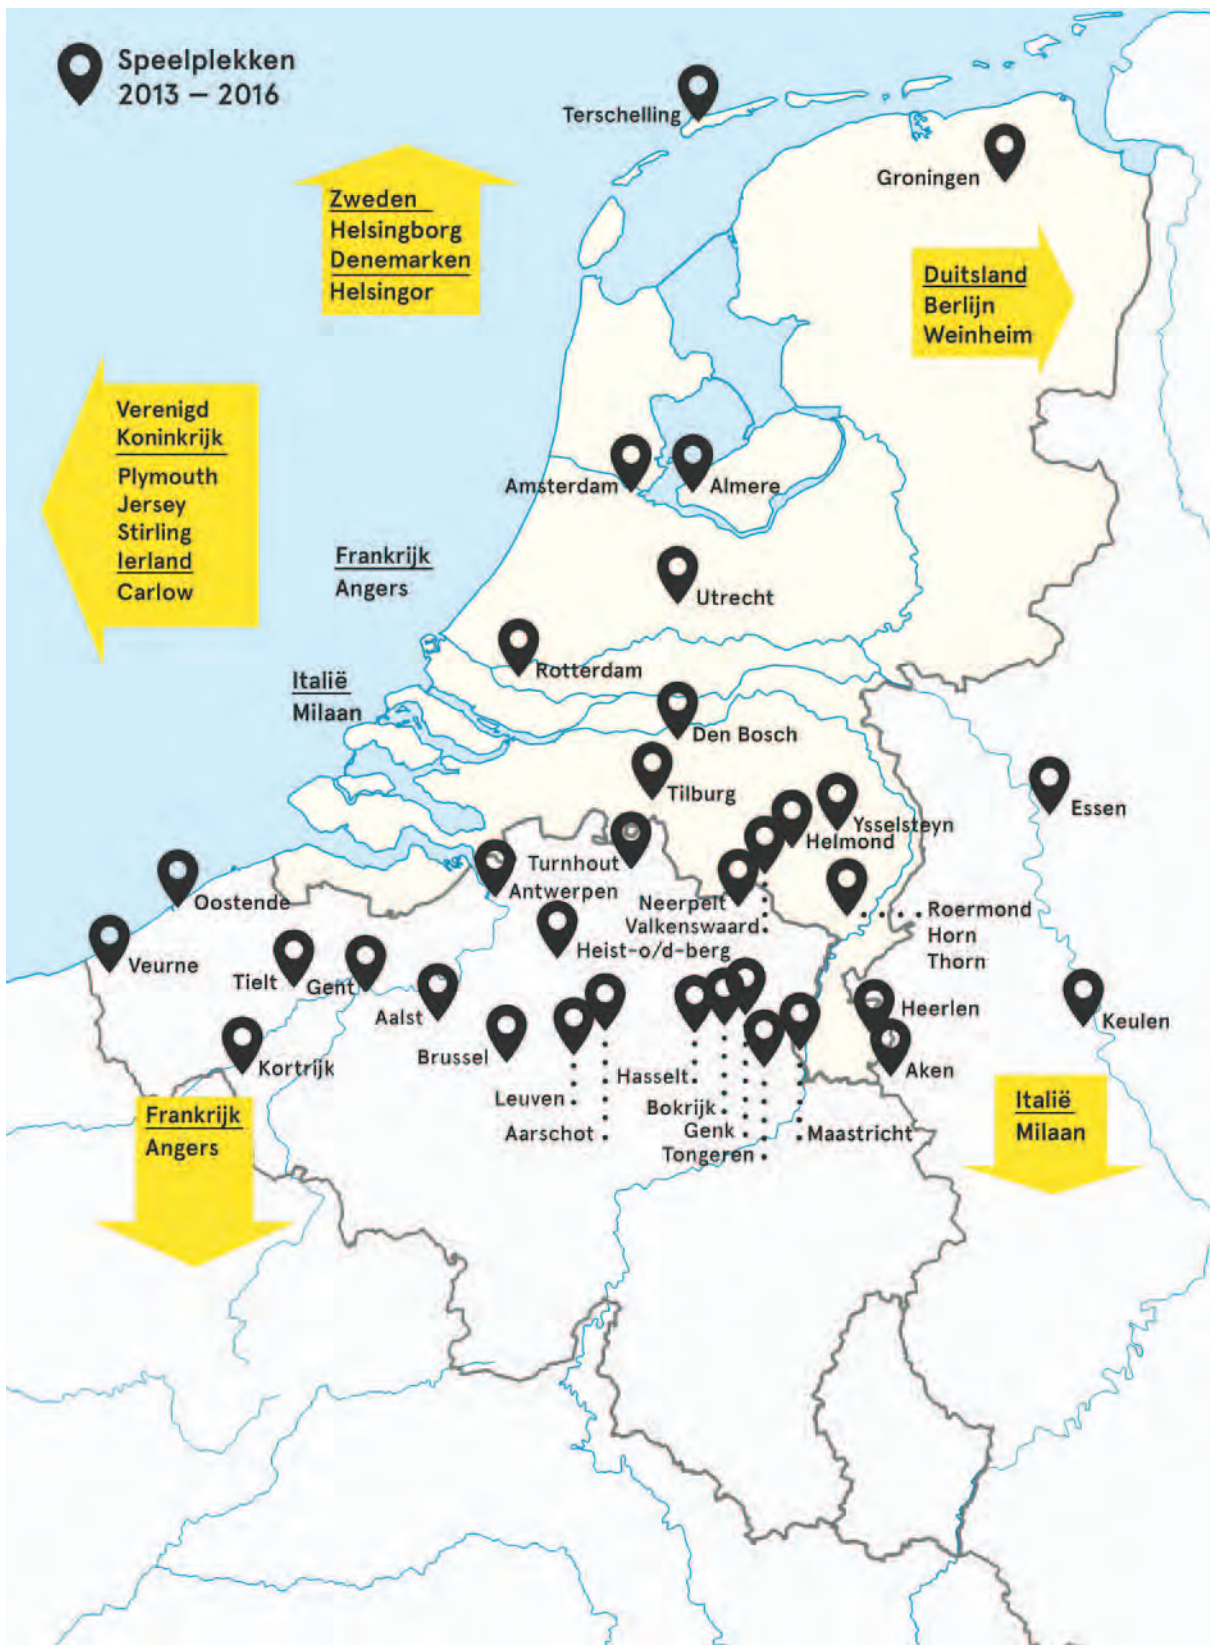 Speelplekken
2013 – 2016
Terschelling
Groningen
Zweden
Helsingborg
Denemarken
Helsingor
Duitsland
Berlijn
Weinheim
Verenigd
Koninkrijk
Plymouth
Jersey
Stirling
Ierland
Carlow
Amsterdam
Almere
Frankrijk
Angers
Utrecht
Rotterdam
Italië
Milaan
Den Bosch
Tilburg
Essen
Ysselsteyn
Helmond
Turnhout
Antwerpen
Oostende
Neerpelt
Valkenswaard
Roermond
Horn
Thorn
Heist-o/d-berg
Veurne
Tielt
Gent
Aalst
Heerlen
Keulen
Brussel
Kortrijk
Aken
Hasselt
Leuven
Bokrijk
Aarschot
Genk
Maastricht
Tongeren
Frankrijk
Angers
Italië
Milaan